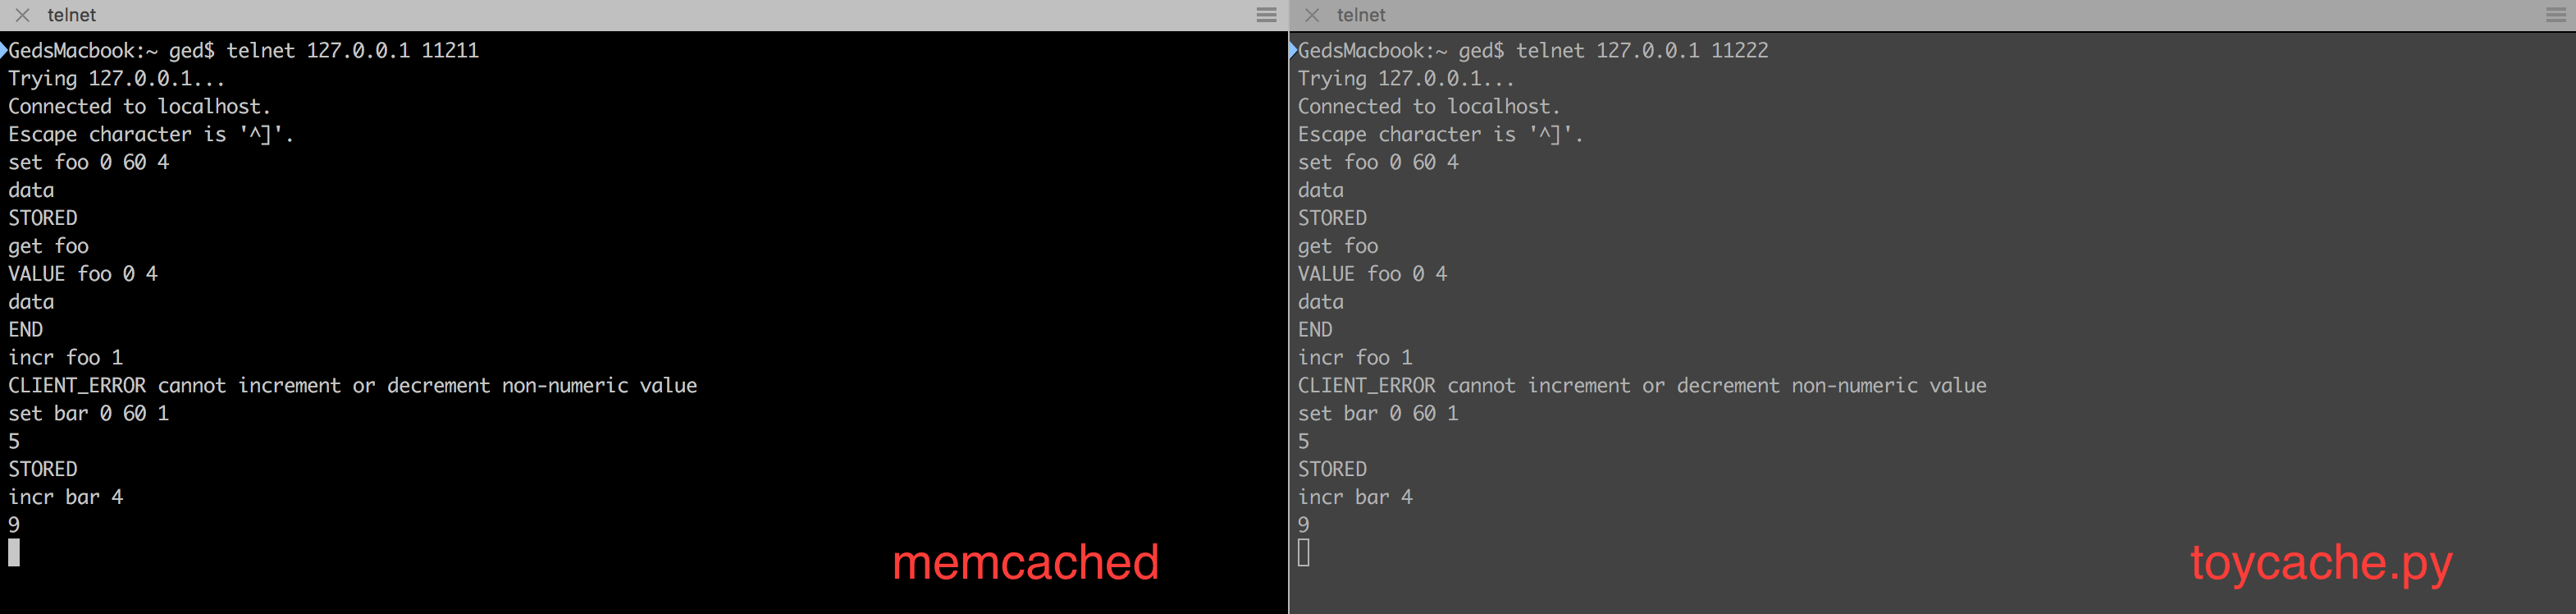 telnet
GedsMacbook:~ ged$ telnet 127.0.0.1 11211
Trying 127.0.0.1...
Connected to localhost.
Escape character is '^]'.
set foo 0 60 4
data
STORED
get foo
VALUE foo 0 4
data
END
incr foo 1
CLIENT_ERROR cannot increment or decrement non-numeric value
set bar 0 60 1
5
STORED
incr bar 4
9
memcached
telnet
GedsMacbook:~ ged$ telnet 127.0.0.1 11222
Trying 127.0.0.1...
Connected to localhost.
Escape character is '^]'.
set foo 0 60 4
data
STORED
get foo
VALUE foo 0 4
data
END
incr foo 1
CLIENT_ERROR cannot increment or decrement non-numeric value
set bar 0 60 1
5
STORED
incr bar 4
9
toycache.py